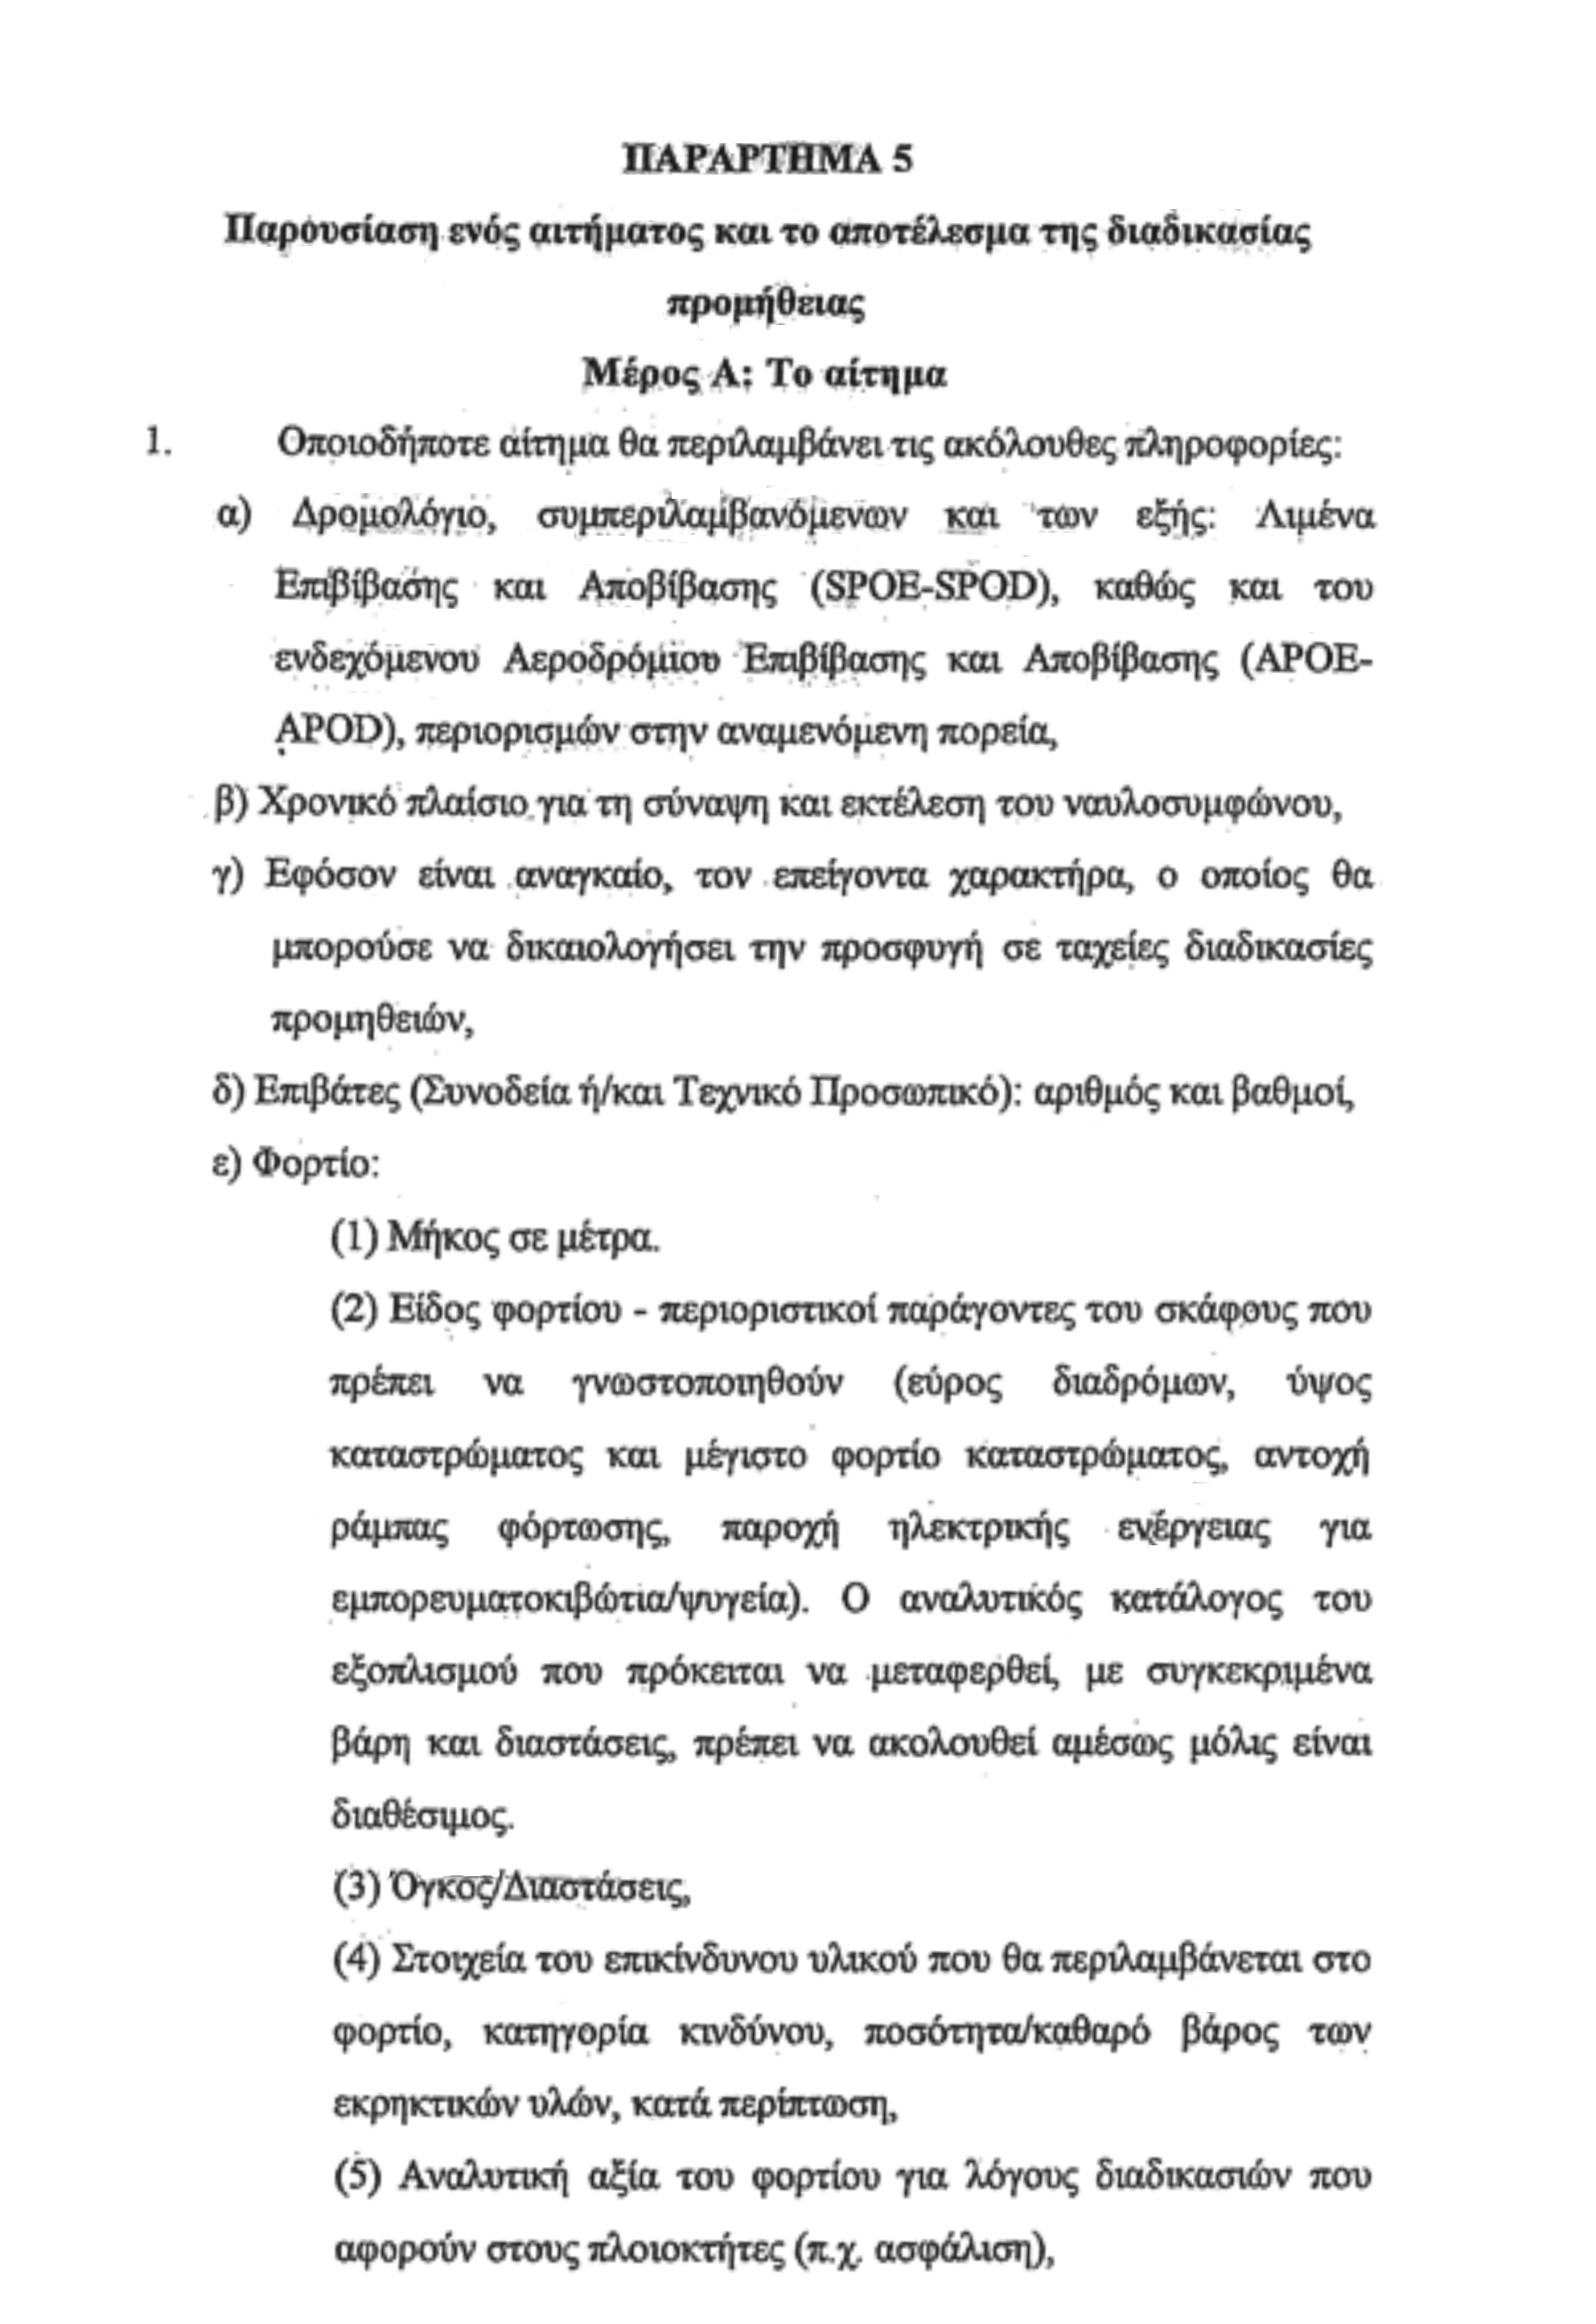 ΠΑΡΑΡΤΗΜΑ 5
Παρουσίαση ενός αιτήματος και το αποτέλεσμα της διαδικασίας
προμήθειας
Μέρος Α: Το αίτημα
1. Οποιοδήποτε αίτημα θα περιλαμβάνει τις ακόλουθες πληροφορίες:
α) Δρομολόγιο, συμπεριλαμβανόμενων και των εξής: Λιμένα
Επιβίβασης και Αποβίβασης (SPOE-SPOD), καθώς και του
ενδεχόμενου Αεροδρόμιου Επιβίβασης και Αποβίβασης (APOE-
APOD), περιορισμών στην αναμενόμενη πορεία,
β) Χρονικό πλαίσιο για τη σύναψη και εκτέλεση του ναυλοσυμφώνου,
γ) Εφόσον είναι αναγκαίο, τον επείγοντα χαρακτήρα, ο οποίος θα
μπορούσε να δικαιολογήσει την προσφυγή σε ταχείες διαδικασίες
προμηθειών,
δ) Επιβάτες (Συνοδεία ή/και Τεχνικό Προσωπικό): αριθμός και βαθμοί,
ε) Φορτίο:
(1) Μήκος σε μέτρα.
(2) Είδος φορτίου - περιοριστικοί παράγοντες του σκάφους που
πρέπει να γνωστοποιηθούν (εύρος διαδρόμων, ύψος
καταστρώματος και μέγιστο φορτίο καταστρώματος, αντοχή
ράμπας φόρτωσης, παροχή ηλεκτρικής ενέργειας για
εμπορευματοκιβώτια/ψυγεία). Ο αναλυτικός κατάλογος του
εξοπλισμού που πρόκειται να μεταφερθεί, με συγκεκριμένα
βάρη και διαστάσεις, πρέπει να ακολουθεί αμέσως μόλις είναι
διαθέσιμος.
(3) Όγκος/Διαστάσεις,
(4) Στοιχεία του επικίνδυνου υλικού που θα περιλαμβάνεται στο
φορτίο, κατηγορία κινδύνου, ποσότητα/καθαρό βάρος των
εκρηκτικών υλών, κατά περίπτωση,
(5) Αναλυτική αξία του φορτίου για λόγους διαδικασιών που
αφορούν στους πλοιοκτήτες (π.χ. ασφάλιση),